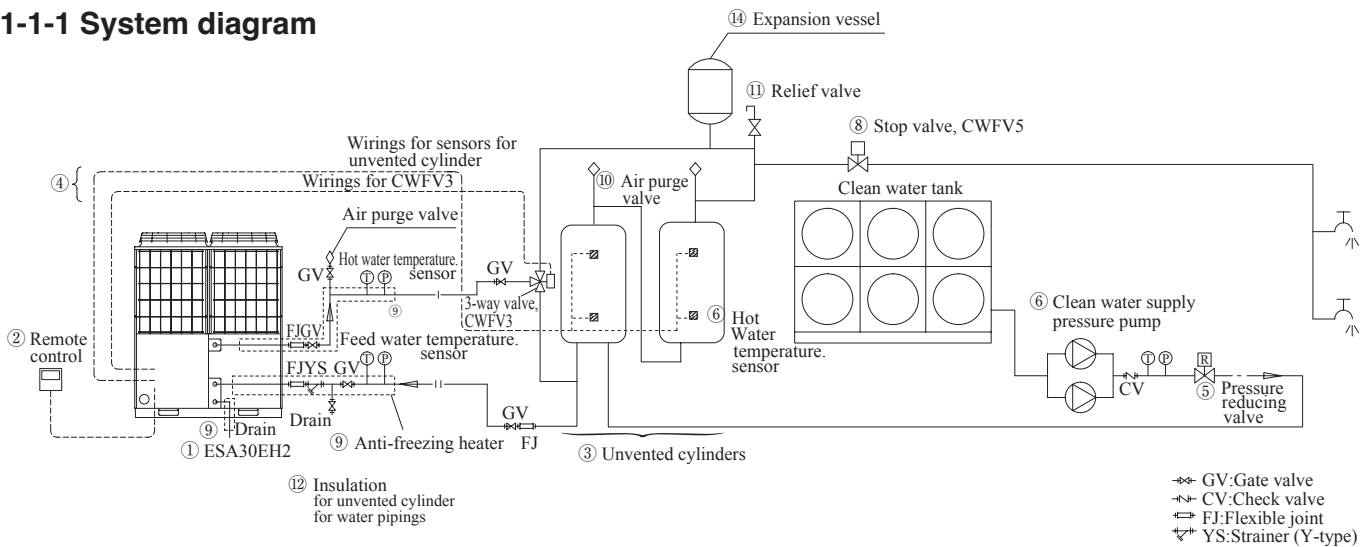 1-1-1 System diagram
⑭ Expansion vessel
⑪ Relief valve
⑧ Stop valve, CWFV5
Wirings for sensors for
unvented cylinder
④
Wirings for CWFV3
⑩ Air purge
valve
Clean water tank
Air purge valve
Hot water temperature.
sensor
GV
T P
GV
⑨
3-way valve,
CWFV3
⑥ Hot
Water
temperature.
sensor
⑥ Clean water supply
pressure pump
② Remote
control
FJGV
Feed water temperature.
sensor
FJYS GV
T P
T P
R
CV
⑤ Pressure
reducing
valve
GV
FJ
Drain
⑨ Drain
⑨ Anti-freezing heater
① ESA30EH2
③ Unvented cylinders
⑫ Insulation
for unvented cylinder
for water pipings
GV:Gate valve
CV:Check valve
FJ:Flexible joint
YS:Strainer (Y-type)